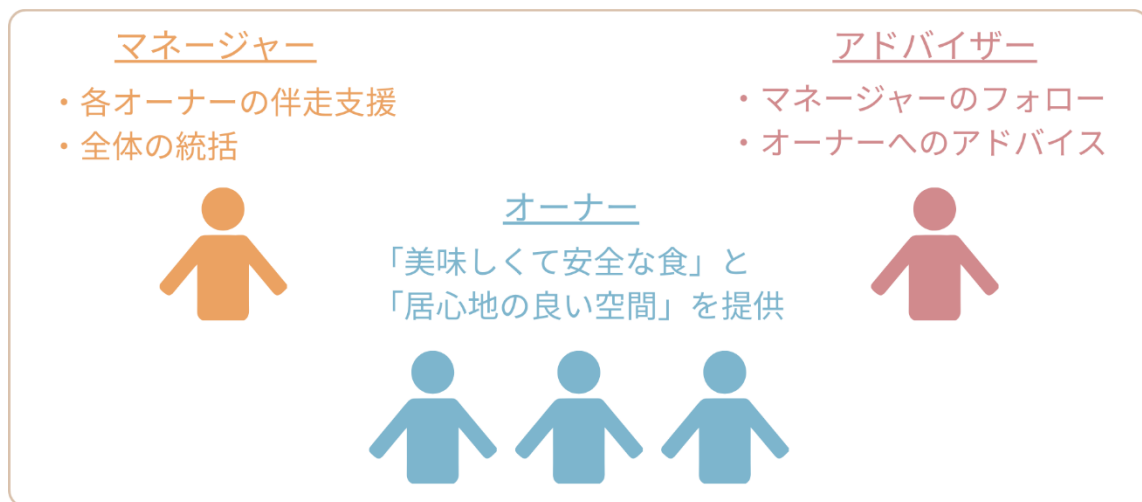 マネージャー
・各オーナーの伴走支援
・全体の統括
アドバイザー
・マネージャーのフォロー
・オーナーへのアドバイス
オーナー
「美味しくて安全な食」と
「居心地の良い空間」を提供